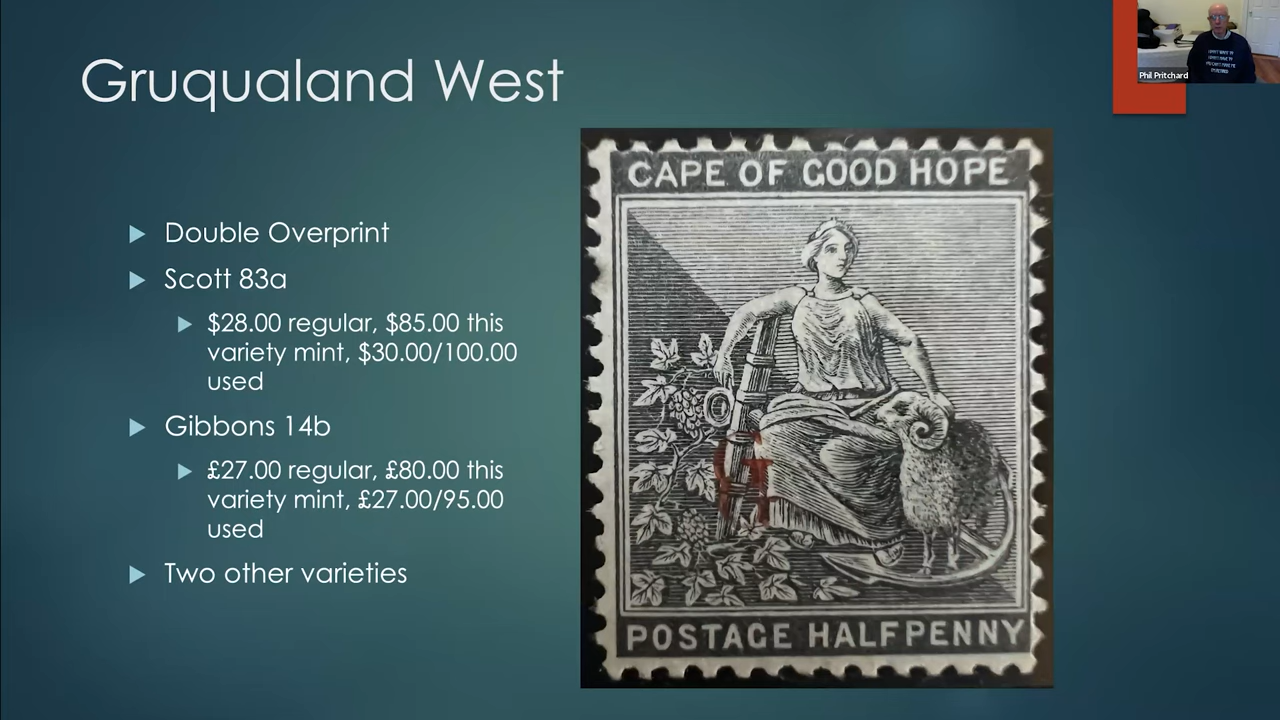 Gruqualand West
Phil Pritchard
Double Overprint
Scott 83a
$28.00 regular, $85.00 this
variety mint, $30.00/100.00
used
Gibbons 14b
£27.00 regular, £80.00 this
variety mint, £27.00/95.00
used
Two other varieties
CAPE OF GOOD HOPE
G
POSTAGE HALFPENNY